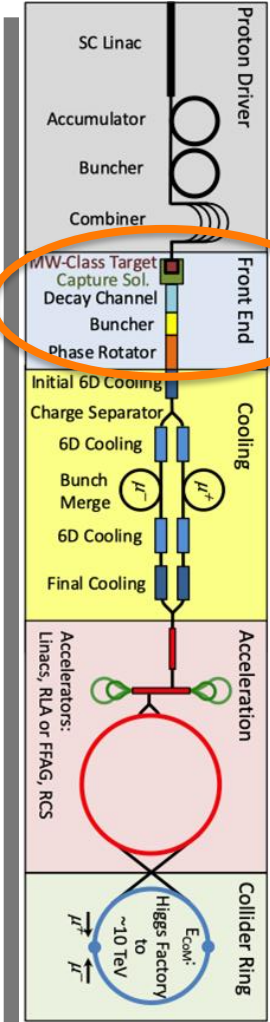 Proton Driver
SC Linac
Accumulator
Buncher
Combiner
Front End
MW-Class Target
Capture Sol.
Decay Channel
Buncher
Phase Rotator
Cooling
Initial 6D Cooling
Charge Separator
6D Cooling
Bunch
Merge
μ−
μ+
6D Cooling
Final Cooling
Acceleration
Accelerators:
Linacs, RLA or
FFAG, RCS
Collider Ring
ECoM:
Higgs Factory
to
~10 TeV
μ+
μ−